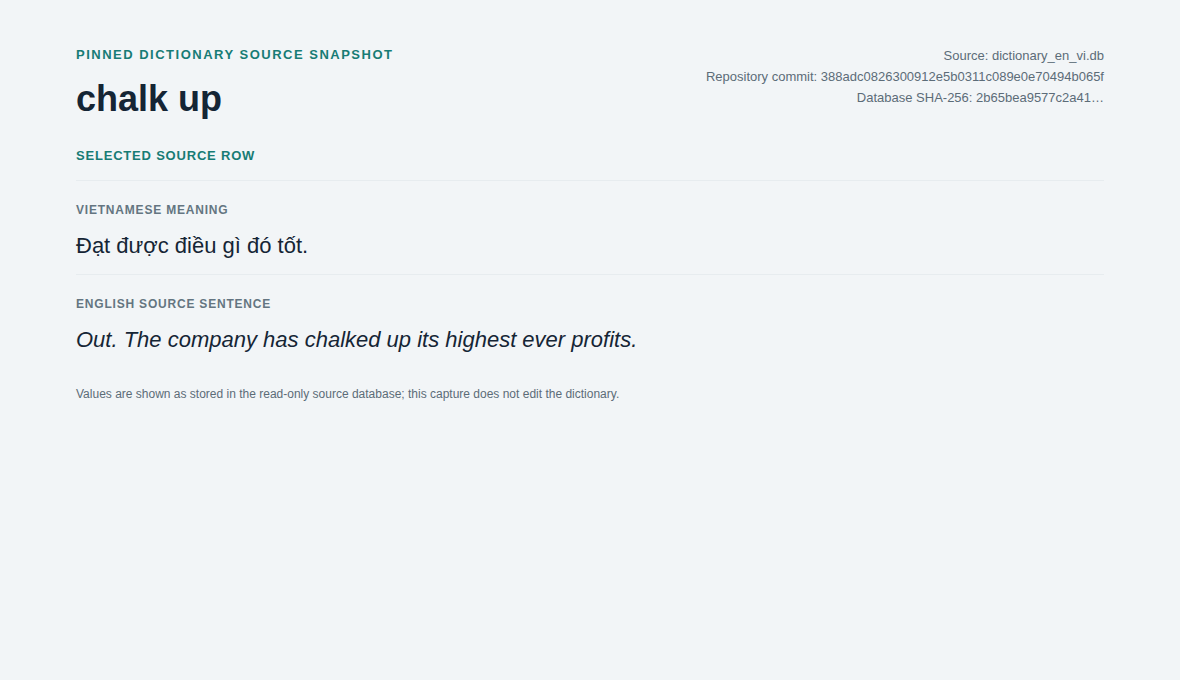 PINNED DICTIONARY SOURCE SNAPSHOT
chalk up
Source: dictionary_en_vi.db
Repository commit: 388adc0826300912e5b0311c089e0e70494b065f
Database SHA-256: 2b65bea9577c2a41…
SELECTED SOURCE ROW
VIETNAMESE MEANING
Đạt được điều gì đó tốt.
ENGLISH SOURCE SENTENCE
Out. The company has chalked up its highest ever profits.
Values are shown as stored in the read-only source database; this capture does not edit the dictionary.